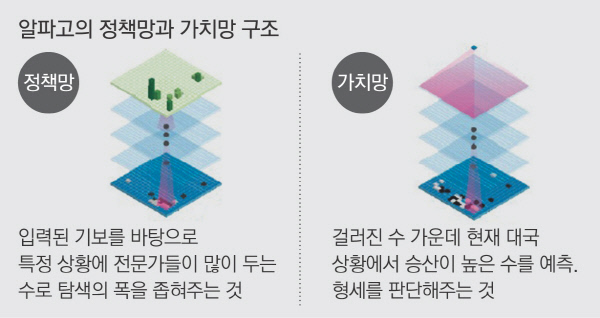 알파고의 정책망과 가치망 구조
정책망
입력된 기보를 바탕으로
특정 상황에 전문가들이 많이 두는
수로 탐색의 폭을 좁혀주는 것
가치망
걸러진 수 가운데 현재 대국
상황에서 승산이 높은 수를 예측.
형세를 판단해주는 것